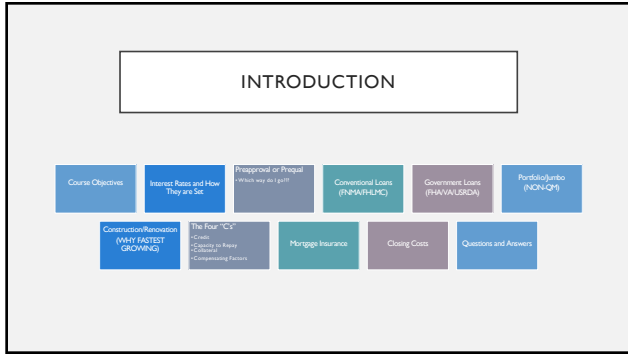 INTRODUCTION
Course Objectives
Interest Rates and How
They are Set
Preapproval or Prequal
•Which way do I go???
Conventional Loans
(FNMA/FHLMC)
Government Loans
(FHA/VA/USRDA)
Portfolio/Jumbo
(NON-QM)
Construction/Renovation
(WHY FASTEST
GROWING)
The Four "C's"
•Credit
•Capacity to Repay
•Collateral
•Compensating Factors
Mortgage Insurance
Closing Costs
Questions and Answers